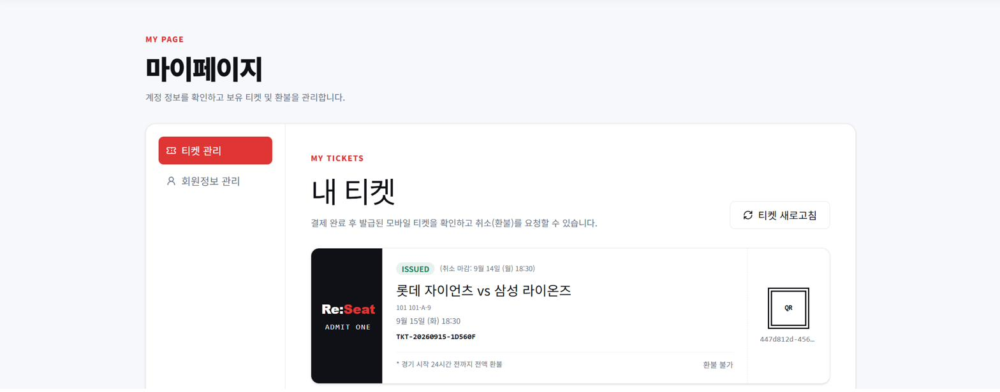 MY PAGE
마이페이지
계정 정보를 확인하고 보유 티켓 및 환불을 관리합니다.
티켓 관리
회원정보 관리
MY TICKETS
내 티켓
결제 완료 후 발급된 모바일 티켓을 확인하고 취소(환불)를 요청할 수 있습니다.
티켓 새로고침
Re:Seat
ADMIT ONE
ISSUED (취소 마감: 9월 14일 (월) 18:30)
롯데 자이언츠 vs 삼성 라이온즈
101 101-A-9
9월 15일 (화) 18:30
TKT-20260915-1D560F
* 경기 시작 24시간 전까지 전액 환불
환불 불가
QR
447d812d-456…